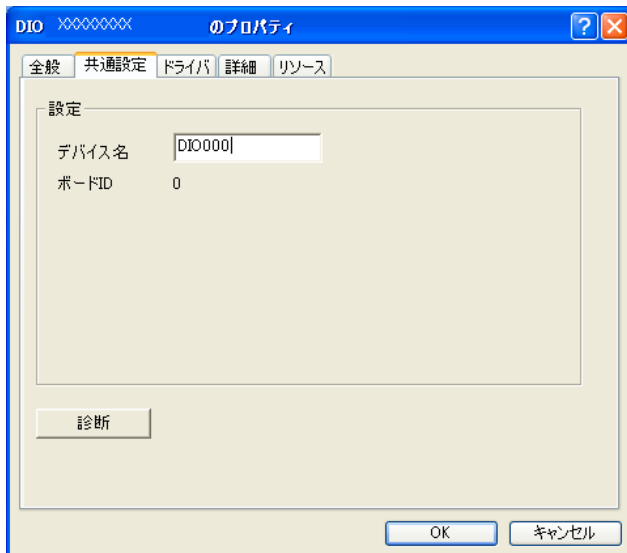 DIO XXXXXXXX のプロパティ
全般 共通設定 ドライバ 詳細 リソース
設定
デバイス名 DIO000
ボードID 0
診断
OK キャンセル